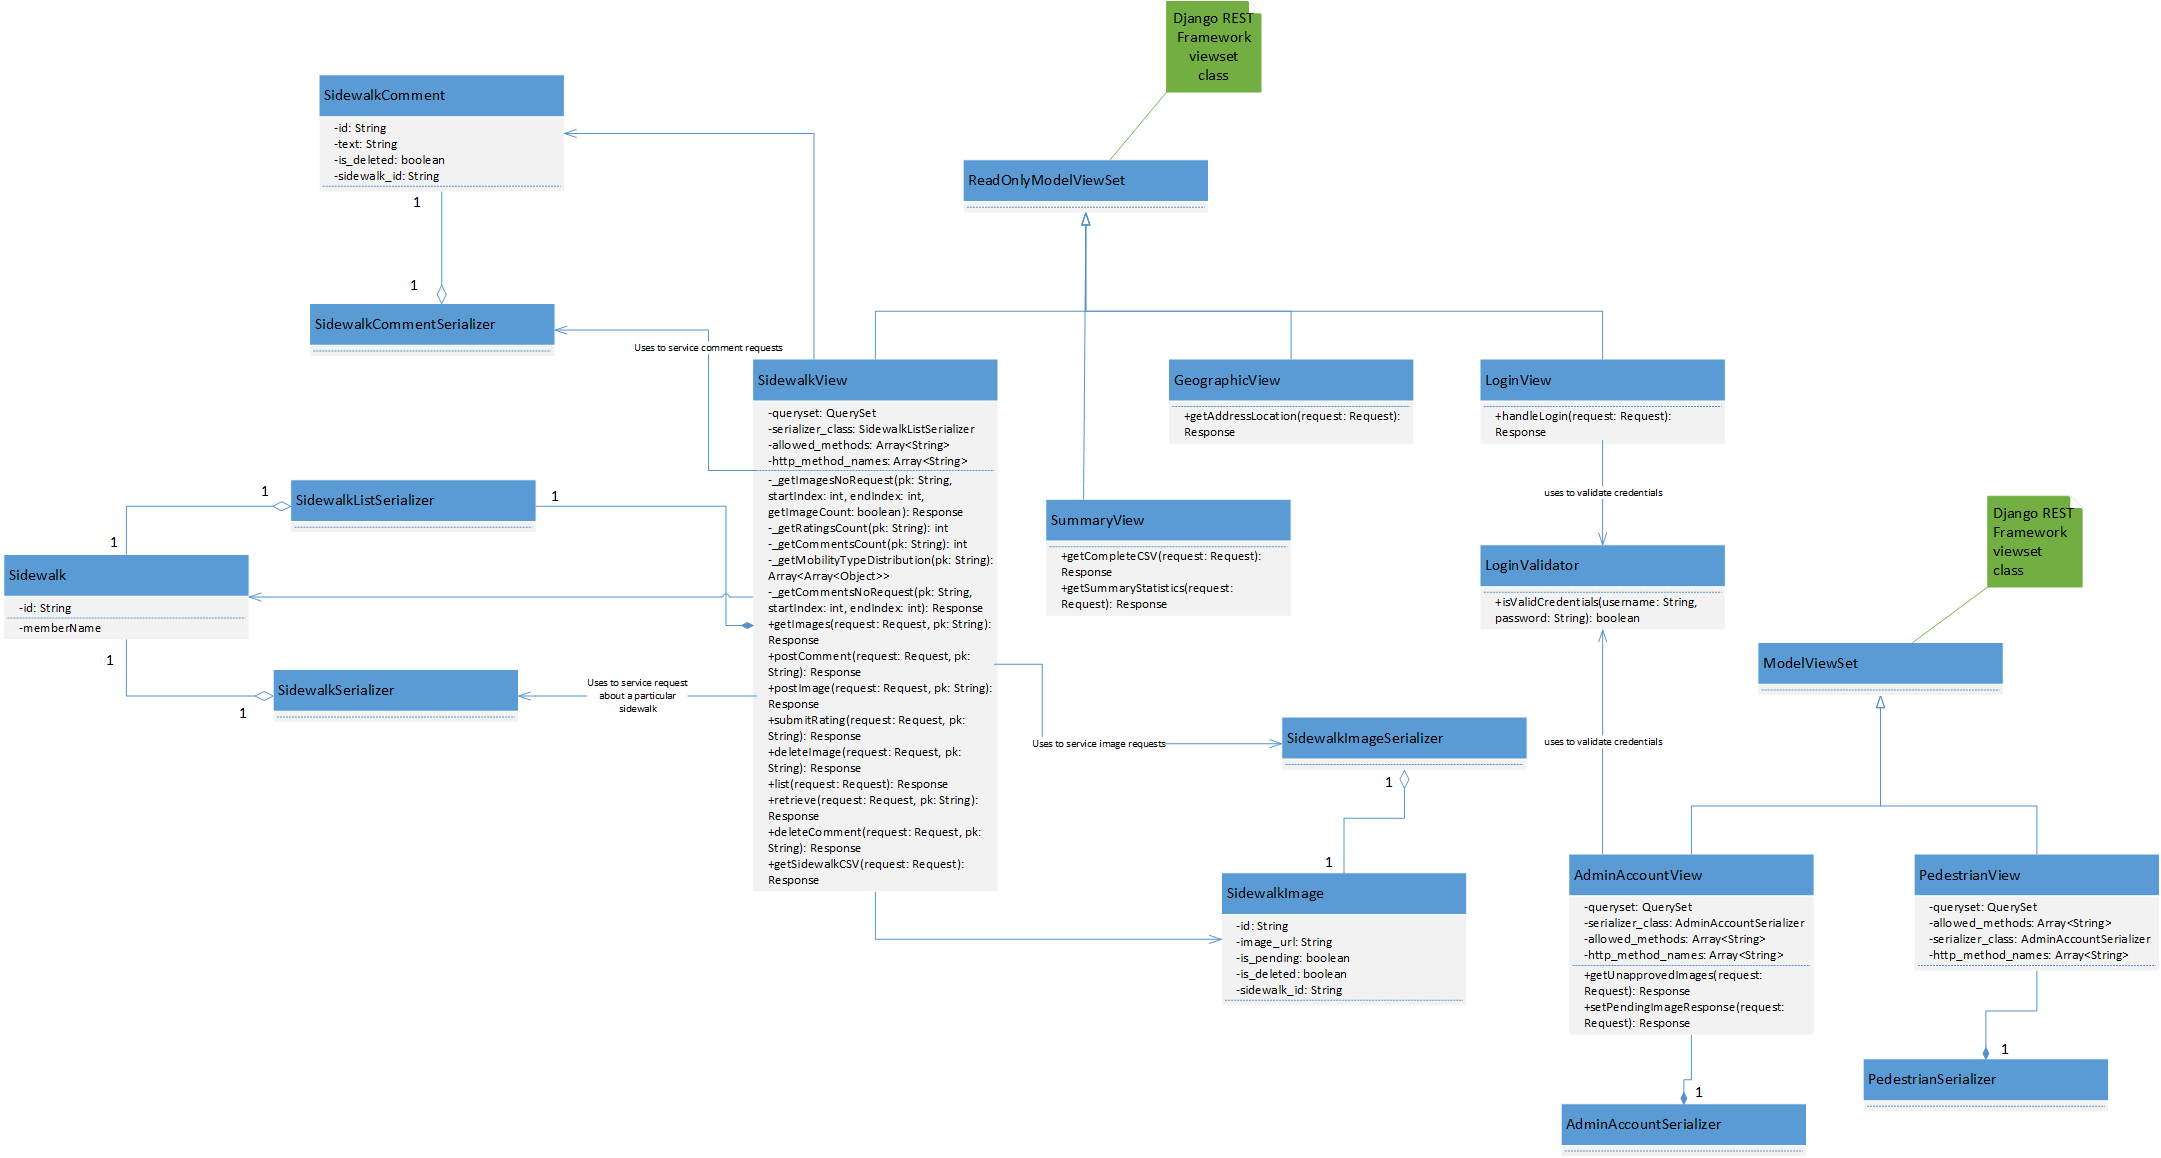 Django REST
Framework
viewset
class
SidewalkComment
-id: String
-text: String
-is_deleted: boolean
-sidewalk_id: String
1
1
SidewalkCommentSerializer
ReadOnlyModelViewSet
Uses to service comment requests
SidewalkView
-queryset: QuerySet
-serializer_class: SidewalkListSerializer
-allowed_methods: Array<String>
-http_method_names: Array<String>
-_getImagesNoRequest(pk: String,
startIndex: int, endIndex: int,
getImageCount: boolean): Response
-_getRatingsCount(pk: String): int
-_getCommentsCount(pk: String): int
-_getMobilityTypeDistribution(pk: String):
Array<Array<Object>>
-_getCommentsNoRequest(pk: String,
startIndex: int, endIndex: int): Response
+getImages(request: Request, pk: String):
Response
+postComment(request: Request, pk:
String): Response
+postImage(request: Request, pk: String):
Response
+submitRating(request: Request, pk:
String): Response
+deleteImage(request: Request, pk:
String): Response
+list(request: Request): Response
+retrieve(request: Request, pk: String):
Response
+deleteComment(request: Request, pk:
String): Response
+getSidewalkCSV(request: Request):
Response
GeographicView
+getAddressLocation(request: Request):
Response
LoginView
+handleLogin(request: Request):
Response
uses to validate credentials
SummaryView
+getCompleteCSV(request: Request):
Response
+getSummaryStatistics(request:
Request): Response
LoginValidator
+isValidCredentials(username: String,
password: String): boolean
1
SidewalkListSerializer
1
1
Sidewalk
-id: String
-memberName
1
1
SidewalkSerializer
Uses to service request
about a particular
sidewalk
Django REST
Framework
viewset
class
ModelViewSet
uses to validate credentials
Uses to service image requests
SidewalkImageSerializer
1
1
SidewalkImage
-id: String
-image_url: String
-is_pending: boolean
-is_deleted: boolean
-sidewalk_id: String
AdminAccountView
-queryset: QuerySet
-serializer_class: AdminAccountSerializer
-allowed_methods: Array<String>
-http_method_names: Array<String>
+getUnapprovedImages(request:
Request): Response
+setPendingImageResponse(request:
Request): Response
1
AdminAccountSerializer
PedestrianView
-queryset: QuerySet
-allowed_methods: Array<String>
-serializer_class: AdminAccountSerializer
-http_method_names: Array<String>
1
PedestrianSerializer